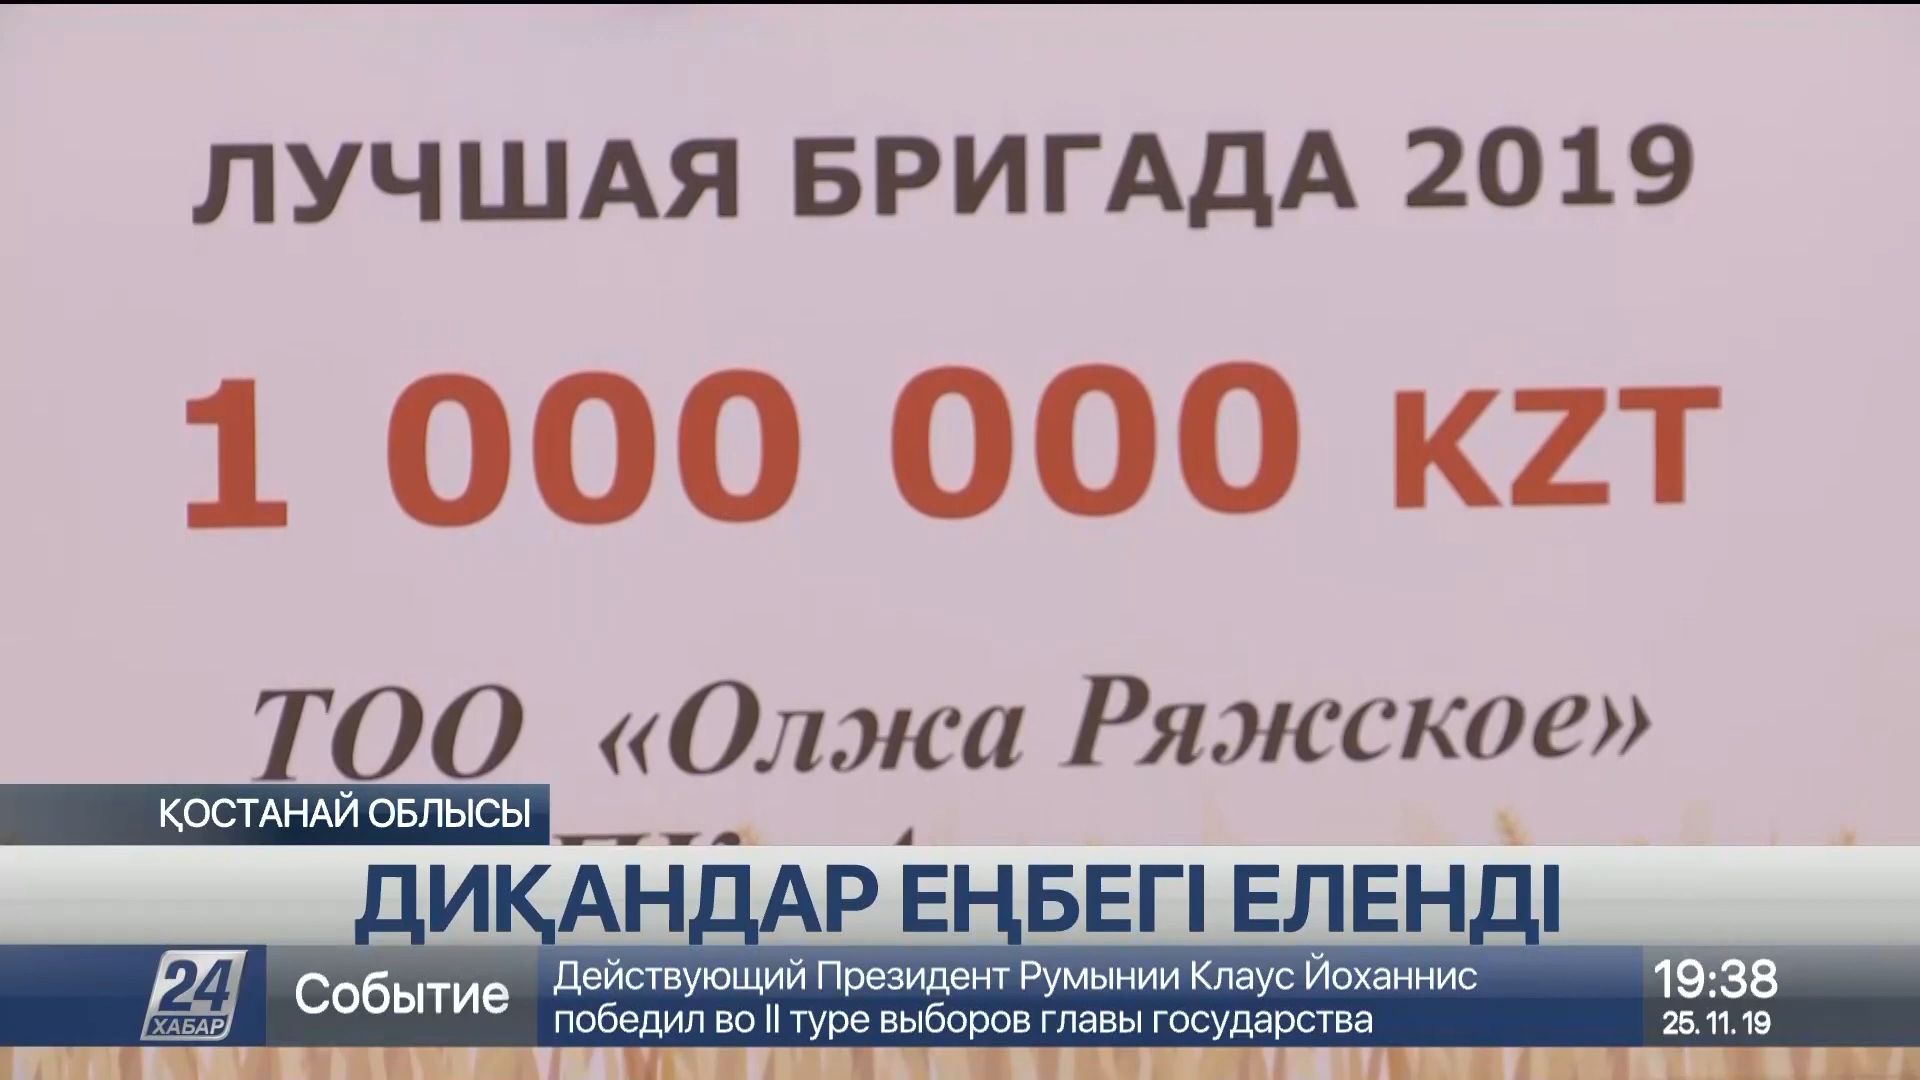 ЛУЧШАЯ БРИГАДА 2019
1 000 000 KZT
ТОО «Олжа Ряжское»
ҚОСТАНАЙ ОБЛЫСЫ
ДИҚАНДАР ЕҢБЕГІ ЕЛЕНДІ
24
ХАБАР
Событие
Действующий Президент Румынии Клаус Йоханнис
победил во II туре выборов главы государства
19:38
25. 11. 19